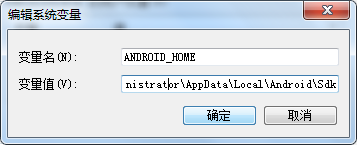 编辑系统变量
变量名(N):
ANDROID_HOME
变量值(V):
nistrator\AppData\Local\Android\Sdk
确定
取消